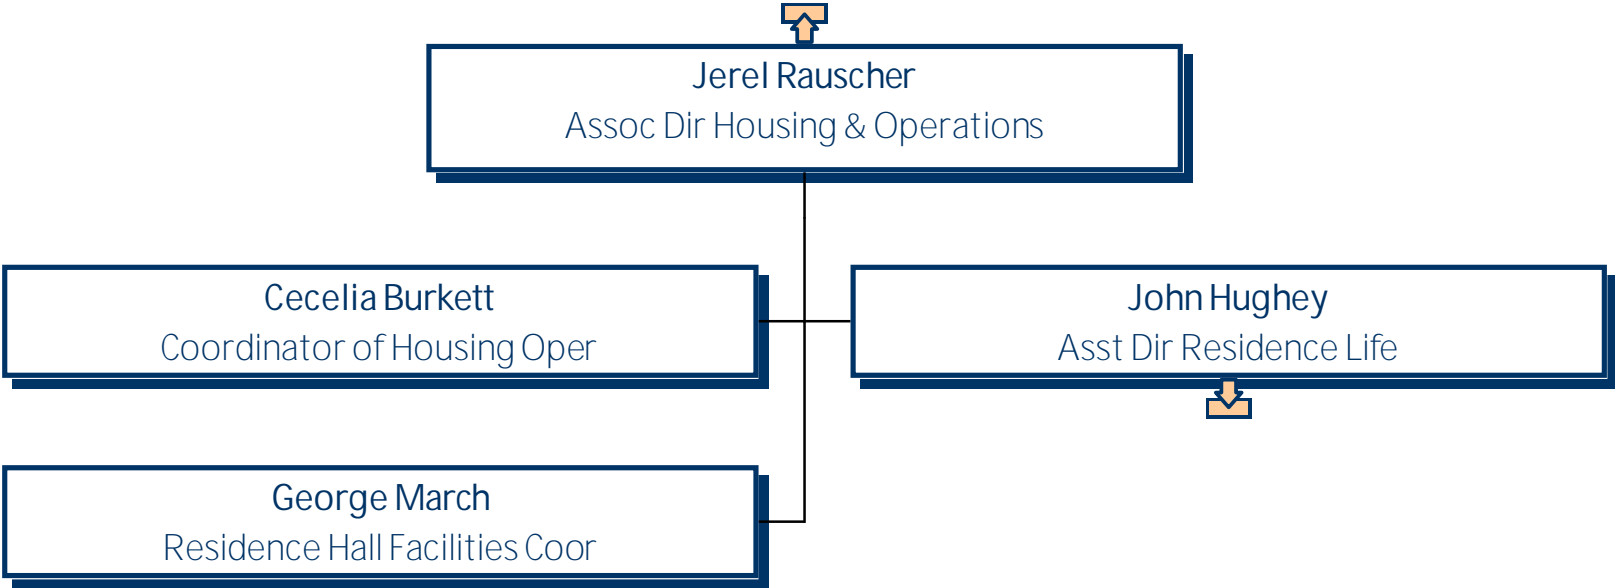 Jerel Rauscher
Assoc Dir Housing & Operations
Cecelia Burkett
Coordinator of Housing Oper
John Hughey
Asst Dir Residence Life
George March
Residence Hall Facilities Coor